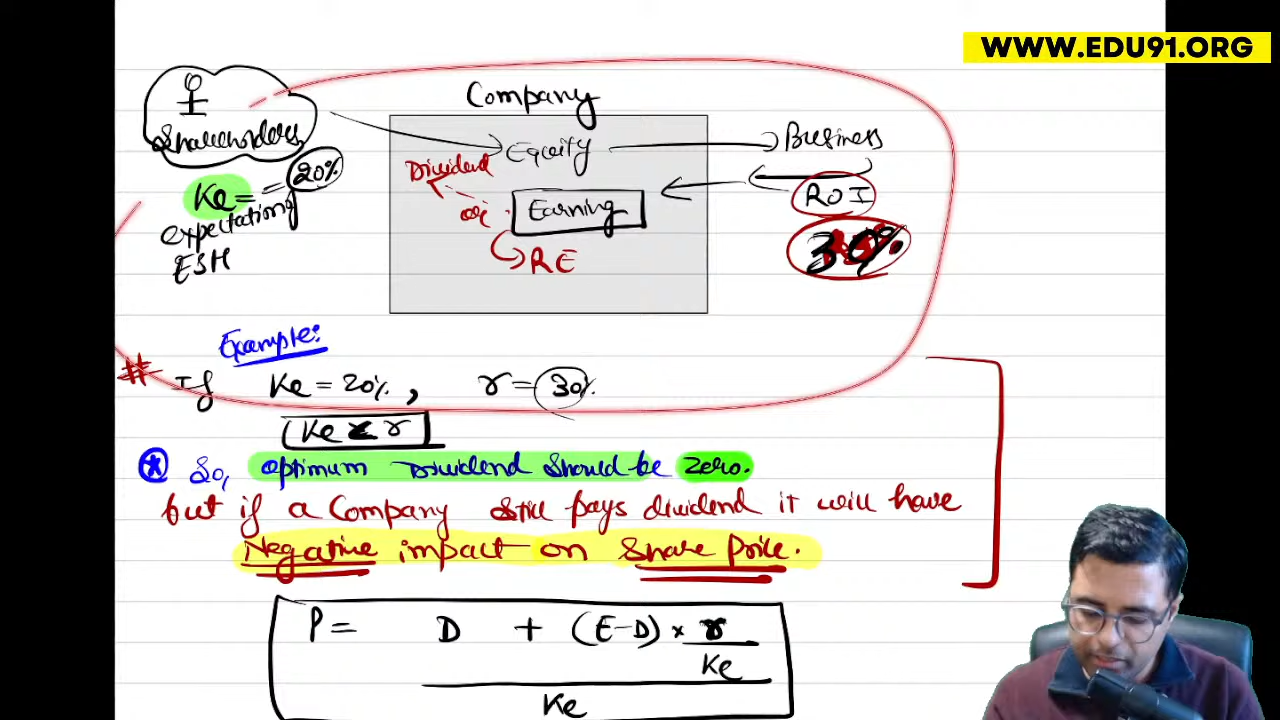 WWW.EDU91.ORG
Company
Shareholders
Equity
Business
Dividend
Ke = = 20%
ROI
Earning
expectationg
ESH
RE
30%
Example:
# If Ke = 20%, r = 30%
Ke < r
So, optimum Dividend should be zero.
but if a Company still pays dividend it will have
Negative impact on Share Price.
P = D + (E-D) × r
Ke
Ke